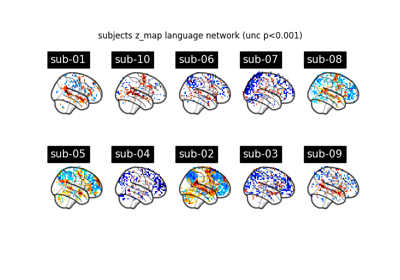 subjects z_map language network (unc p<0.001)
sub-01 sub-10 sub-06 sub-07 sub-08
sub-05 sub-04 sub-02 sub-03 sub-09